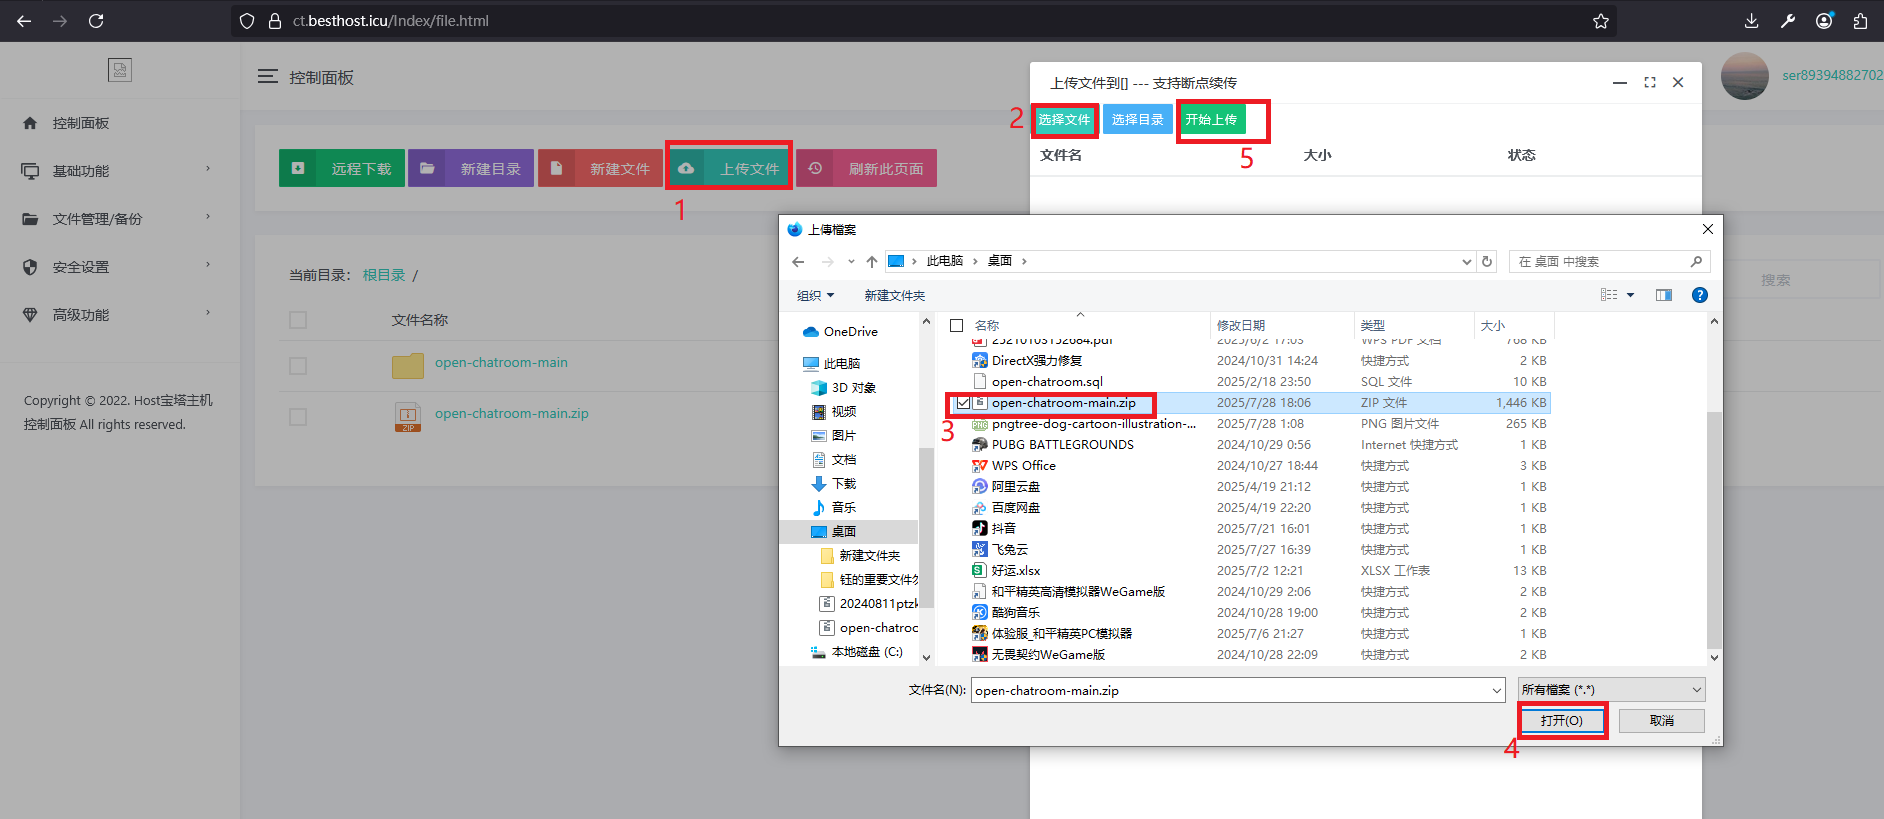 ct.besthost.icu/Index/file.html
控制面板
ser89394882702
控制面板
基础功能
文件管理/备份
安全设置
高级功能
Copyright © 2022. Host宝塔主机
控制面板 All rights reserved.
远程下载 新建目录 新建文件 上传文件 刷新此页面
1
当前目录： 根目录 /
搜索
文件名称
open-chatroom-main
open-chatroom-main.zip
ZIP
上传文件到[] --- 支持断点续传
2 选择文件 选择目录 开始上传
5
文件名 大小 状态
上傳檔案
此电脑 › 桌面 ›
在 桌面 中搜索
组织 新建文件夹
OneDrive
此电脑
3D 对象
视频
图片
文档
下载
音乐
桌面
新建文件夹
钰的重要文件勿
20240811ptzk
open-chatroo
本地磁盘 (C:)
名称 修改日期 类型 大小
25210103152684.pdf 2025/6/2 17:03 WPS PDF 文档 768 KB
DirectX强力修复 2024/10/31 14:24 快捷方式 2 KB
open-chatroom.sql 2025/2/18 23:50 SQL 文件 10 KB
open-chatroom-main.zip 2025/7/28 18:06 ZIP 文件 1,446 KB
3
pngtree-dog-cartoon-illustration-... 2025/7/28 1:08 PNG 图片文件 265 KB
PUBG BATTLEGROUNDS 2024/10/29 0:56 Internet 快捷方式 1 KB
WPS Office 2024/10/27 18:44 快捷方式 3 KB
阿里云盘 2025/4/19 21:12 快捷方式 1 KB
百度网盘 2025/4/19 22:20 快捷方式 1 KB
抖音 2025/7/21 16:01 快捷方式 1 KB
飞兔云 2025/7/27 16:39 快捷方式 1 KB
好运.xlsx 2025/7/2 12:21 XLSX 工作表 13 KB
和平精英高清模拟器WeGame版 2024/10/29 2:06 快捷方式 2 KB
酷狗音乐 2024/10/28 19:00 快捷方式 2 KB
体验服_和平精英PC模拟器 2025/7/6 21:27 快捷方式 1 KB
无畏契约WeGame版 2024/10/28 22:09 快捷方式 2 KB
文件名(N): open-chatroom-main.zip 所有檔案 (*.*)
打开(O) 取消
4